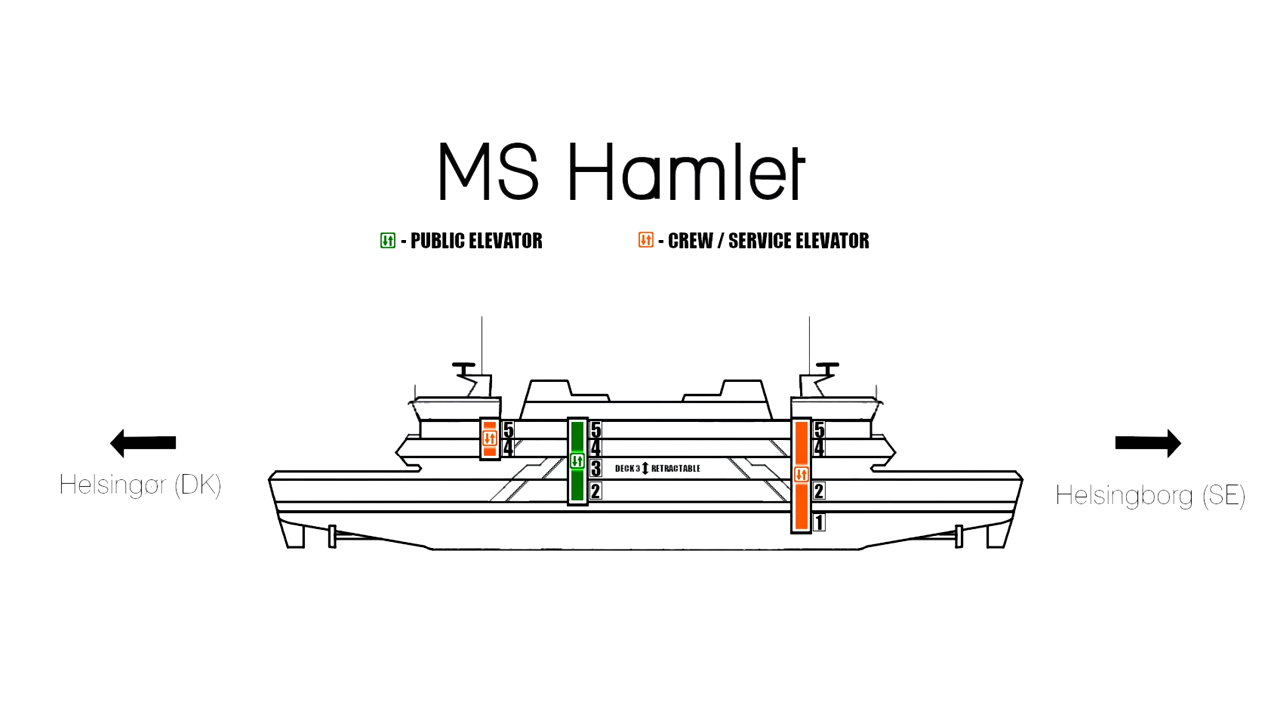 MS Hamlet
- PUBLIC ELEVATOR
- CREW / SERVICE ELEVATOR
Helsingør (DK)
5
4
5
4
3
2
DECK 3 RETRACTABLE
5
4
2
1
Helsingborg (SE)